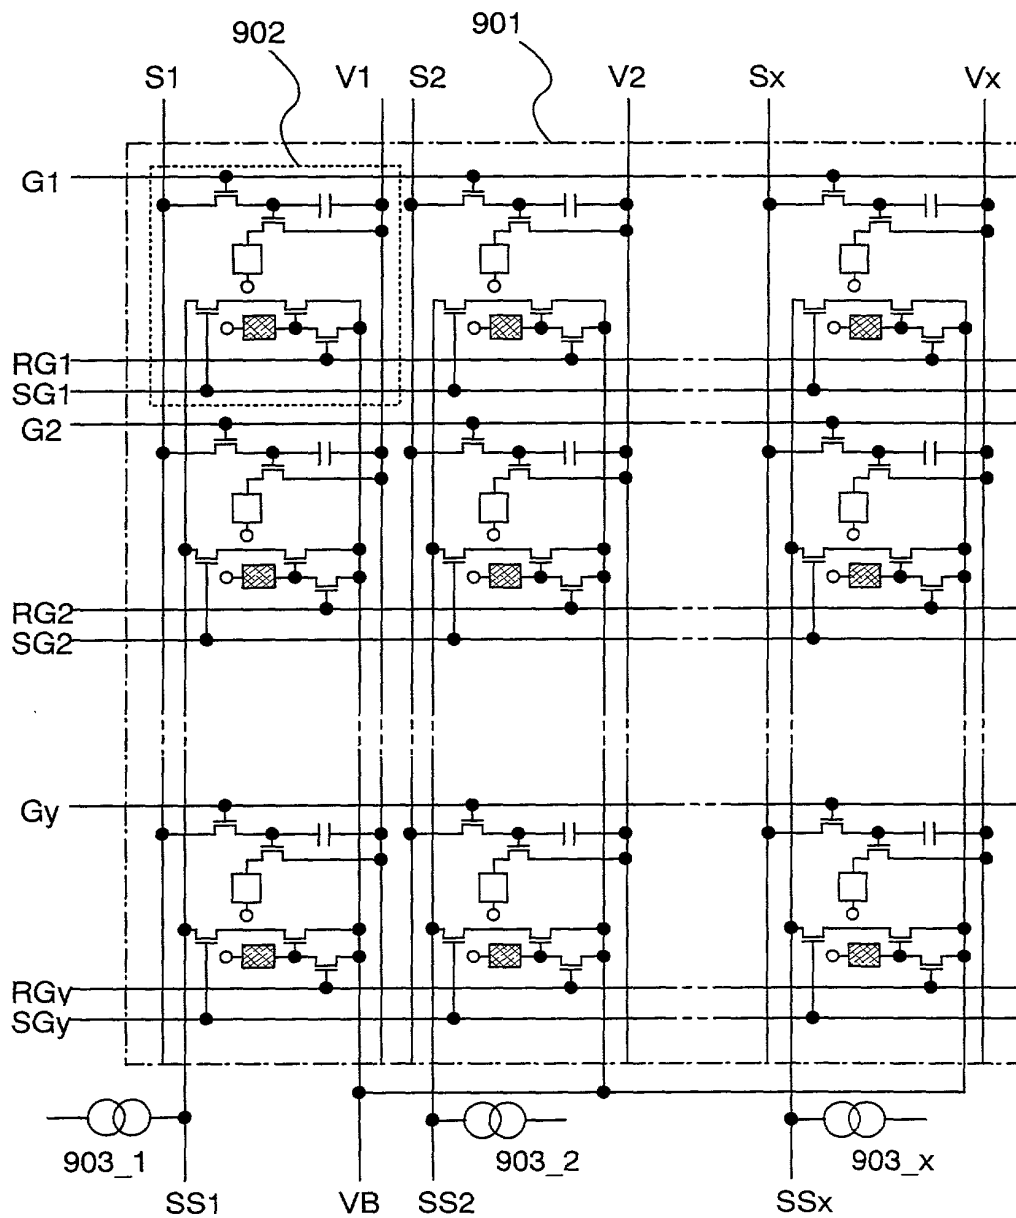 902 901
S1 V1 S2 V2 Sx Vx
G1
RG1
SG1
G2
RG2
SG2
Gy
RGy
SGy
903_1 903_2 903_x
SS1 VB SS2 SSx